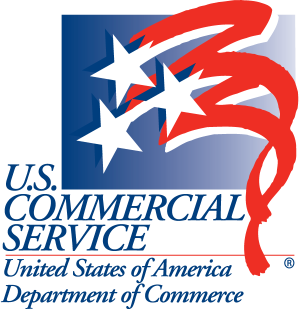 U.S.
COMMERCIAL
SERVICE
®
United States of America
Department of Commerce